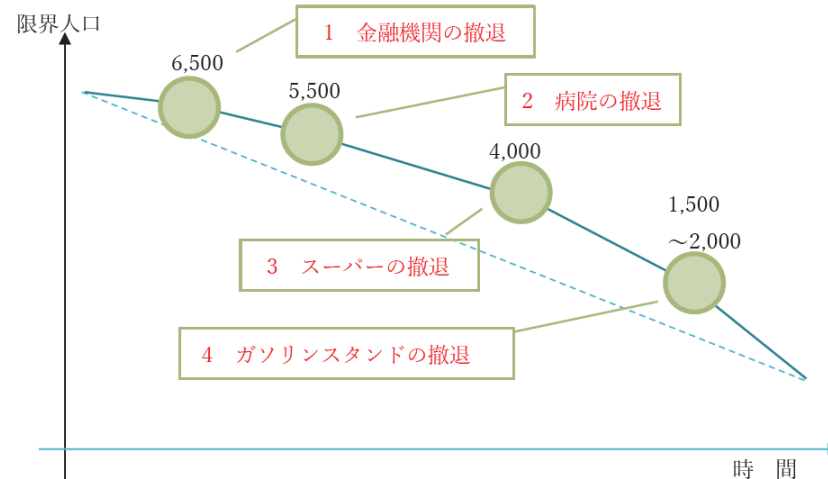 限界人口
1　金融機関の撤退
6,500
5,500
2　病院の撤退
4,000
1,500
～2,000
3　スーパーの撤退
4　ガソリンスタンドの撤退
時　間